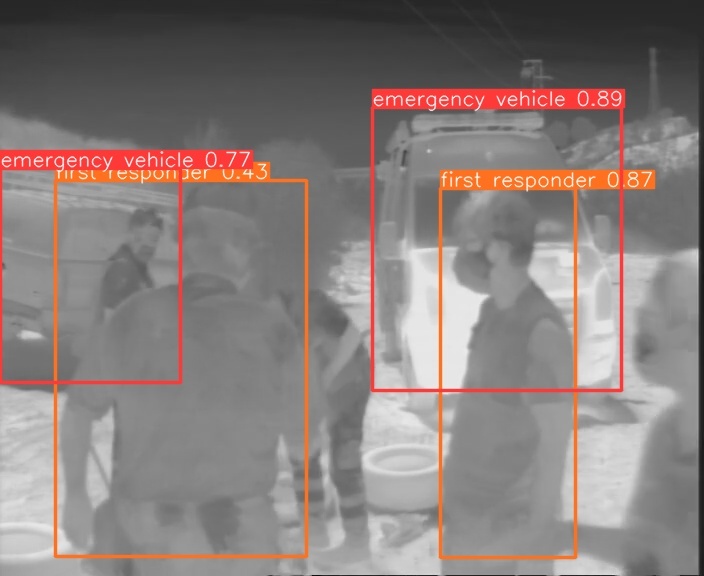 emergency vehicle 0.89
emergency vehicle 0.77
first responder 0.43
first responder 0.87